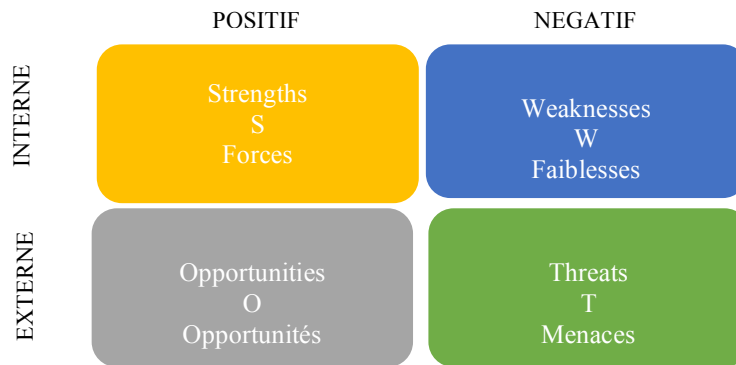 POSITIF
NEGATIF
INTERNE
Strengths
S
Forces
Weaknesses
W
Faiblesses
EXTERNE
Opportunities
O
Opportunités
Threats
T
Menaces